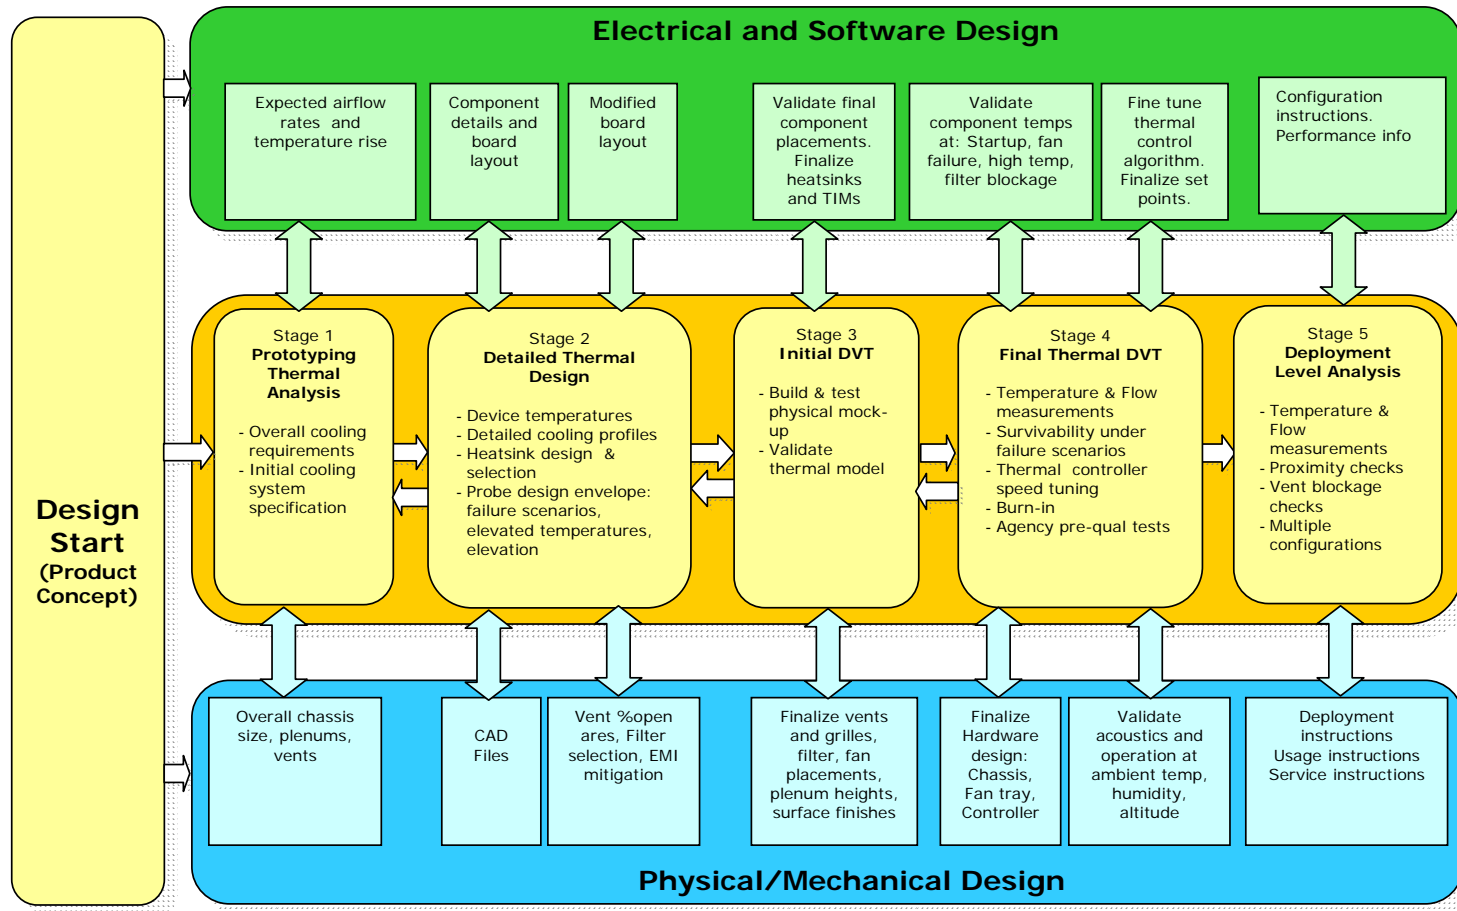 Electrical and Software Design
Expected airflow
rates and
temperature rise
Component
details and
board
layout
Modified
board
layout
Validate final
component
placements.
Finalize
heatsinks
and TIMs
Validate
component temps
at: Startup, fan
failure, high temp,
filter blockage
Fine tune
thermal
control
algorithm.
Finalize set
points.
Configuration
instructions.
Performance info
Design
Start
(Product
Concept)
Stage 1
Prototyping
Thermal
Analysis
- Overall cooling
requirements
- Initial cooling
system
specification
Stage 2
Detailed Thermal
Design
- Device temperatures
- Detailed cooling profiles
- Heatsink design &
selection
- Probe design envelope:
failure scenarios,
elevated temperatures,
elevation
Stage 3
Initial DVT
- Build & test
physical mock-
up
- Validate
thermal model
Stage 4
Final Thermal DVT
- Temperature & Flow
measurements
- Survivability under
failure scenarios
- Thermal controller
speed tuning
- Burn-in
- Agency pre-qual tests
Stage 5
Deployment
Level Analysis
- Temperature &
Flow
measurements
- Proximity checks
- Vent blockage
checks
- Multiple
configurations
Overall chassis
size, plenums,
vents
CAD
Files
Vent %open
ares, Filter
selection, EMI
mitigation
Finalize vents
and grilles,
filter, fan
placements,
plenum heights,
surface finishes
Finalize
Hardware
design:
Chassis,
Fan tray,
Controller
Validate
acoustics and
operation at
ambient temp,
humidity,
altitude
Deployment
instructions
Usage instructions
Service instructions
Physical/Mechanical Design